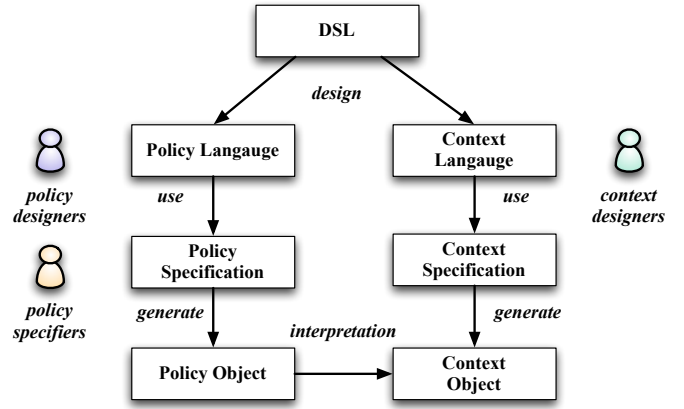 DSL
design
Policy Langauge
Context
Langauge
policy
designers
use
use
context
designers
Policy
Specification
Context
Specification
policy
specifiers
generate
generate
interpretation
Policy Object
Context
Object